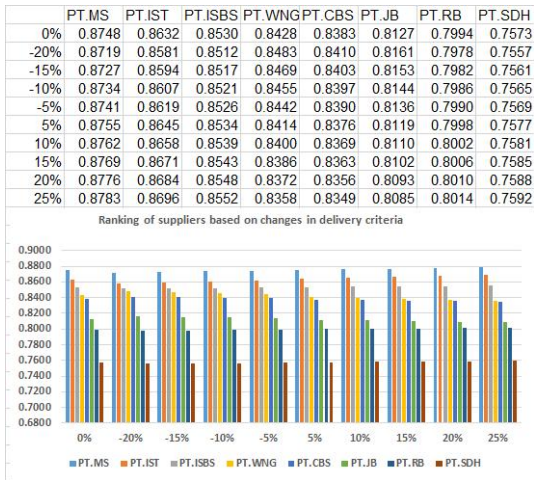 PT.MS PT.IST PT.ISBS PT.WNG PT.CBS PT.JB PT.RB PT.SDH
0% 0.8748 0.8632 0.8530 0.8428 0.8383 0.8127 0.7994 0.7573
-20% 0.8719 0.8581 0.8512 0.8483 0.8410 0.8161 0.7978 0.7557
-15% 0.8727 0.8594 0.8517 0.8469 0.8403 0.8153 0.7982 0.7561
-10% 0.8734 0.8607 0.8521 0.8455 0.8397 0.8144 0.7986 0.7565
-5% 0.8741 0.8619 0.8526 0.8442 0.8390 0.8136 0.7990 0.7569
5% 0.8755 0.8645 0.8534 0.8414 0.8376 0.8119 0.7998 0.7577
10% 0.8762 0.8658 0.8539 0.8400 0.8369 0.8110 0.8002 0.7581
15% 0.8769 0.8671 0.8543 0.8386 0.8363 0.8102 0.8006 0.7585
20% 0.8776 0.8684 0.8548 0.8372 0.8356 0.8093 0.8010 0.7588
25% 0.8783 0.8696 0.8552 0.8358 0.8349 0.8085 0.8014 0.7592
Ranking of suppliers based on changes in delivery criteria
0.9000
0.8800
0.8600
0.8400
0.8200
0.8000
0.7800
0.7600
0.7400
0.7200
0.7000
0.6800
0% -20% -15% -10% -5% 5% 10% 15% 20% 25%
PT.MS PT.IST PT.ISBS PT.WNG PT.CBS PT.JB PT.RB PT.SDH